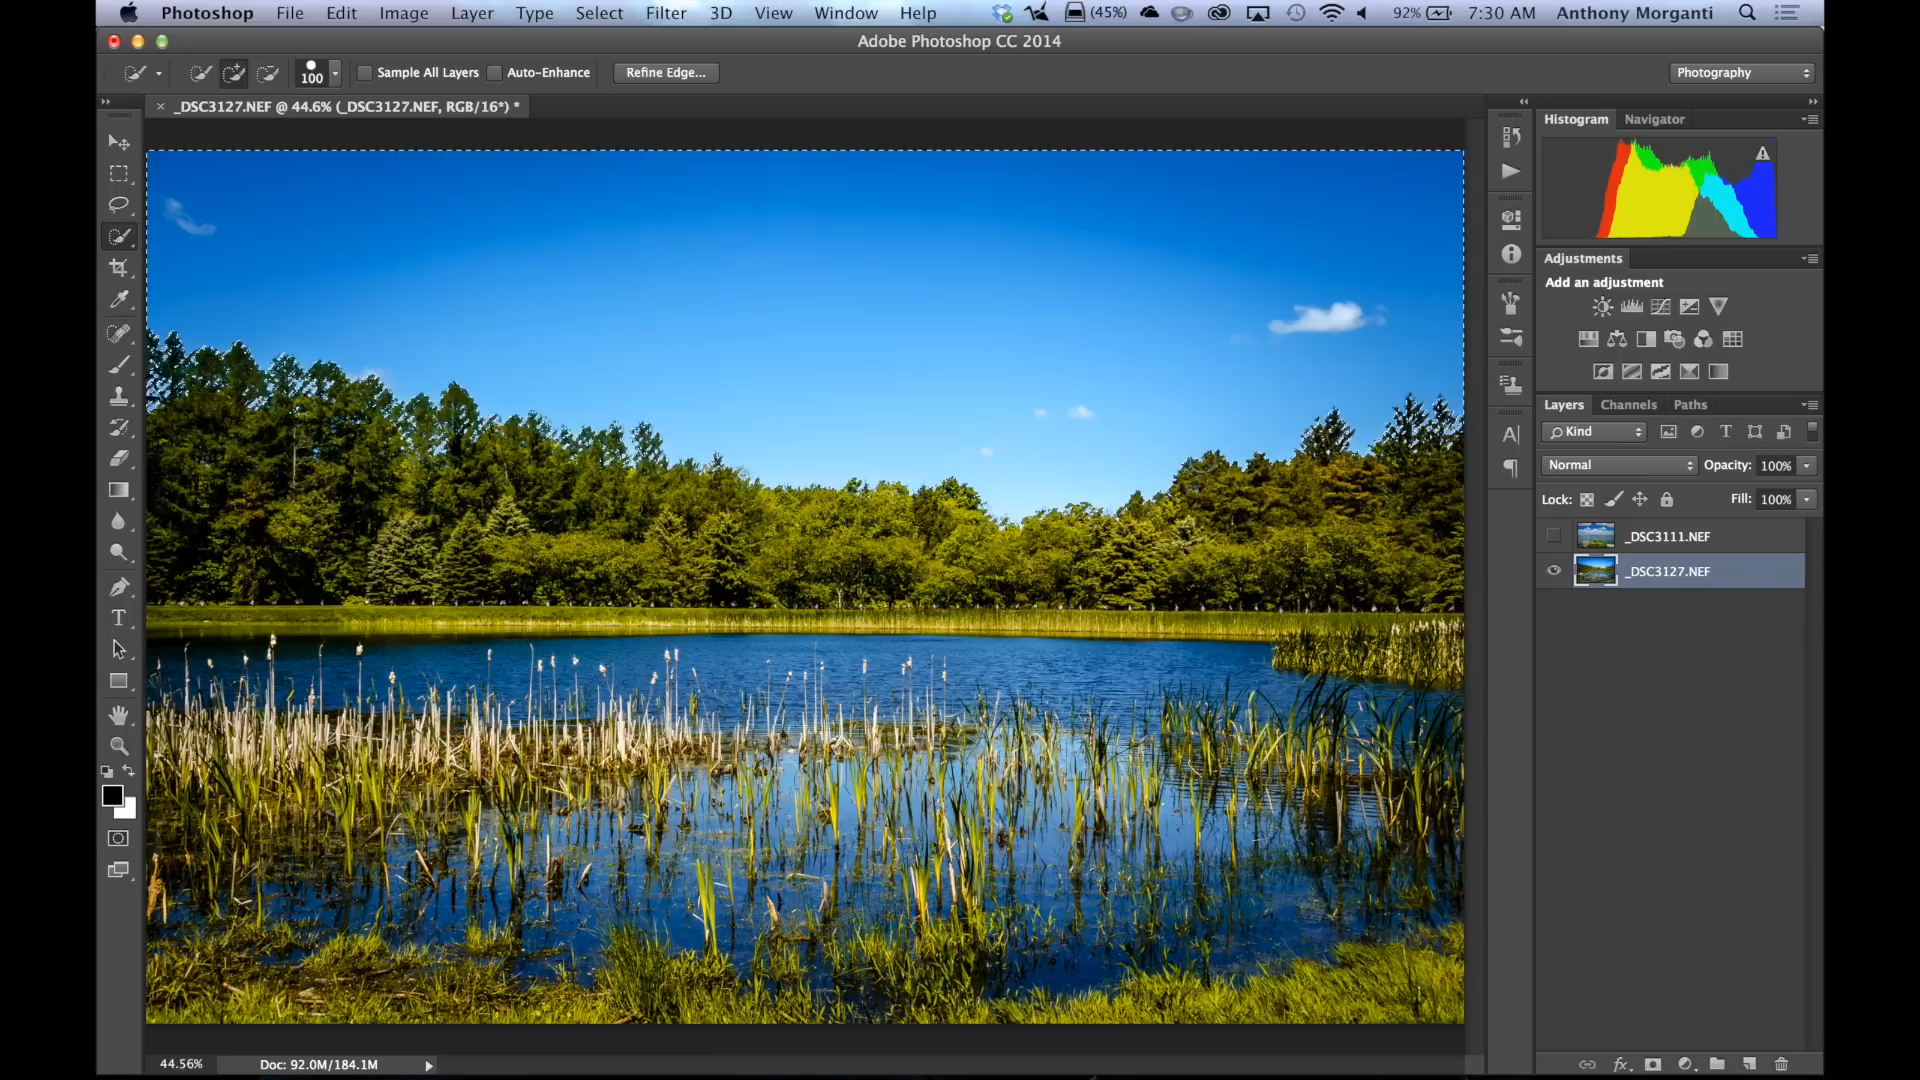 Photoshop File Edit Image Layer Type Select Filter 3D View Window Help (45%) 92% 7:30 AM Anthony Morganti
Adobe Photoshop CC 2014
100 Sample All Layers Auto-Enhance Refine Edge... Photography
_DSC3127.NEF @ 44.6% (_DSC3127.NEF, RGB/16*) *
Histogram Navigator
Adjustments
Add an adjustment
Layers Channels Paths
Kind
Normal Opacity: 100%
Lock: Fill: 100%
_DSC3111.NEF
_DSC3127.NEF
44.56% Doc: 92.0M/184.1M